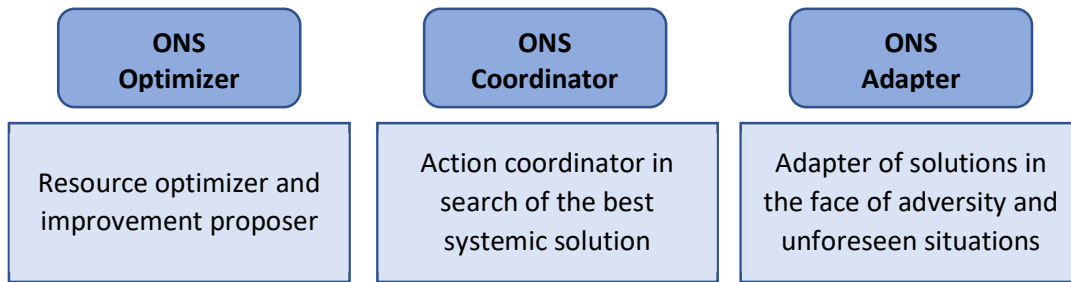 ONS
Optimizer
Resource optimizer and
improvement proposer
ONS
Coordinator
Action coordinator in
search of the best
systemic solution
ONS
Adapter
Adapter of solutions in
the face of adversity and
unforeseen situations